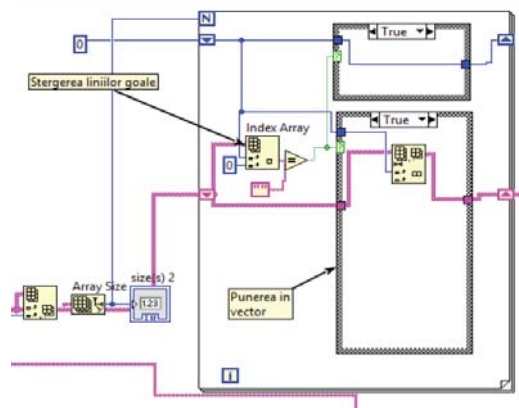 N
True
0
Stergerea liniilor goale
Index Array
True
0
Array Size
size(s) 2
1.23
Punerea in
vector
i